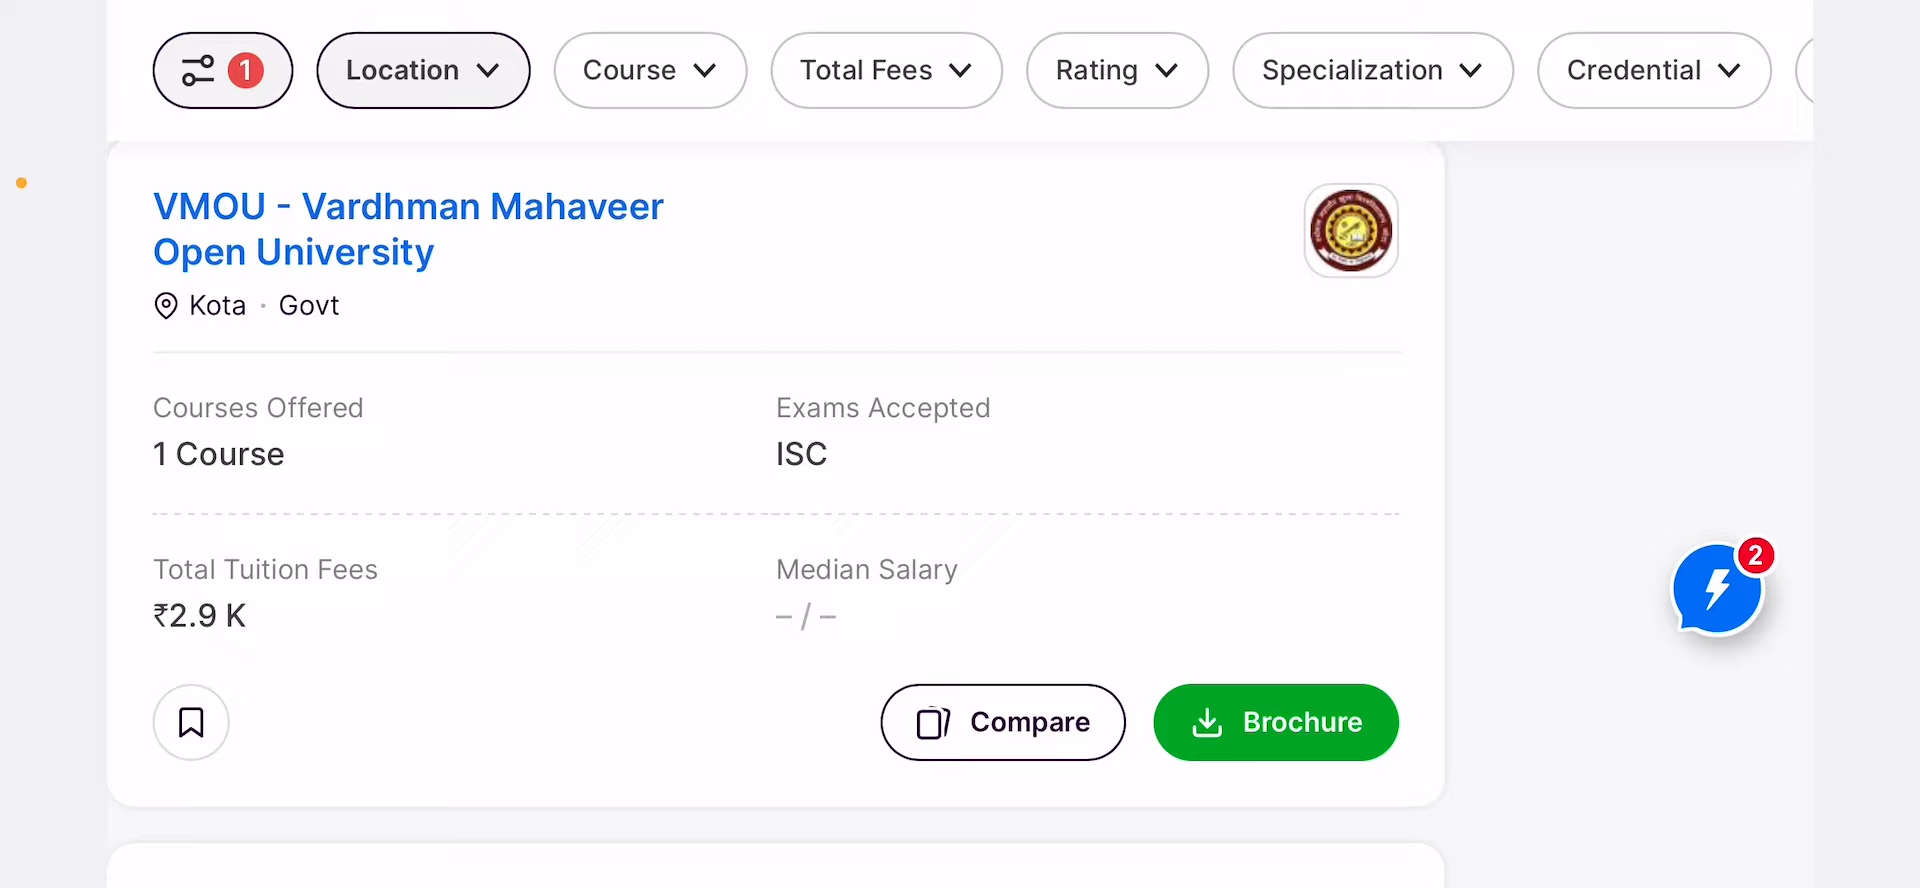 1
Location
Course
Total Fees
Rating
Specialization
Credential
VMOU - Vardhman Mahaveer
Open University
Kota · Govt
Courses Offered
1 Course
Exams Accepted
ISC
Total Tuition Fees
₹2.9 K
Median Salary
– / –
2
Compare
Brochure